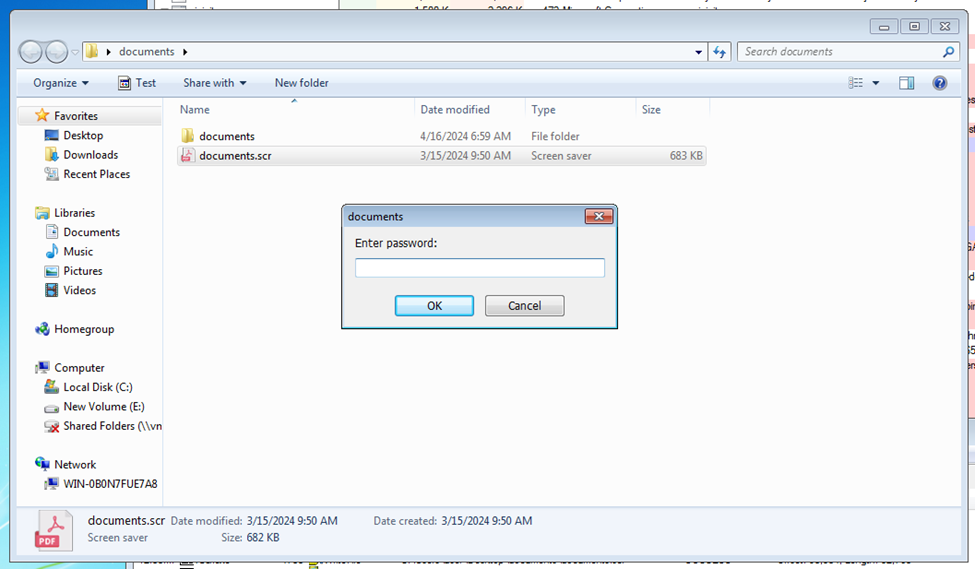 documents
Search documents
Organize Test Share with New folder
Name Date modified Type Size
Favorites
documents 4/16/2024 6:59 AM File folder
Desktop
documents.scr 3/15/2024 9:50 AM Screen saver 683 KB
Downloads
Recent Places
Libraries
documents
Documents
Enter password:
Music
Pictures
Videos
OK Cancel
Homegroup
Computer
Local Disk (C:)
New Volume (E:)
Shared Folders (\\vn
Network
WIN-0B0N7FUE7A8
documents.scr Date modified: 3/15/2024 9:50 AM Date created: 3/15/2024 9:50 AM
Screen saver Size: 682 KB
PDF